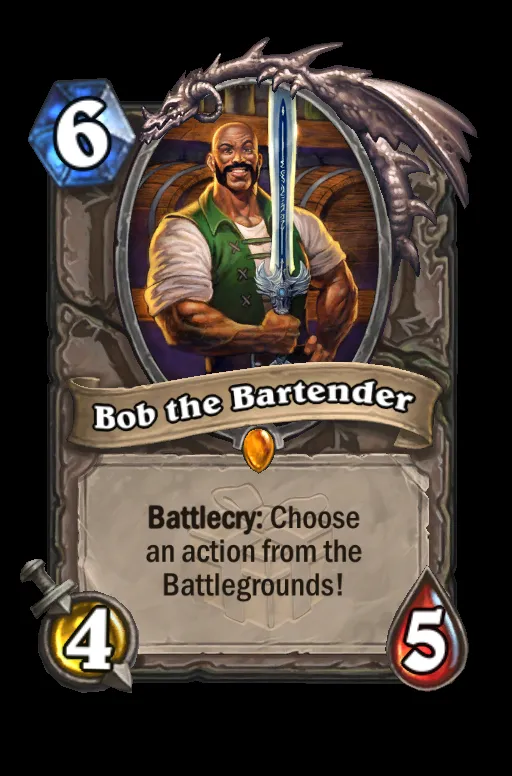 6
Bob the Bartender
Battlecry: Choose
an action from the
Battlegrounds!
4
5